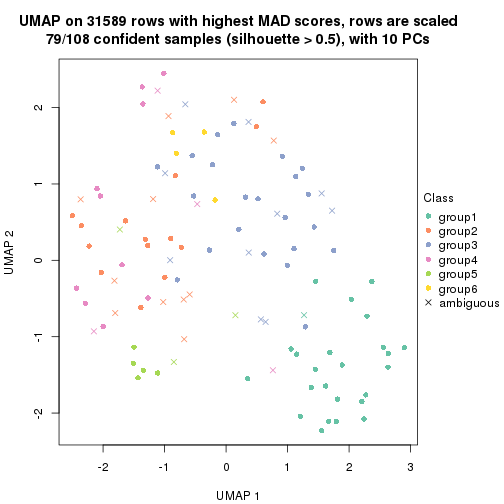 UMAP on 31589 rows with highest MAD scores, rows are scaled
79/108 confident samples (silhouette > 0.5), with 10 PCs
2
1
0
-1
-2
UMAP 2
-2
-1
0
1
2
3
UMAP 1
Class
group1
group2
group3
group4
group5
group6
ambiguous